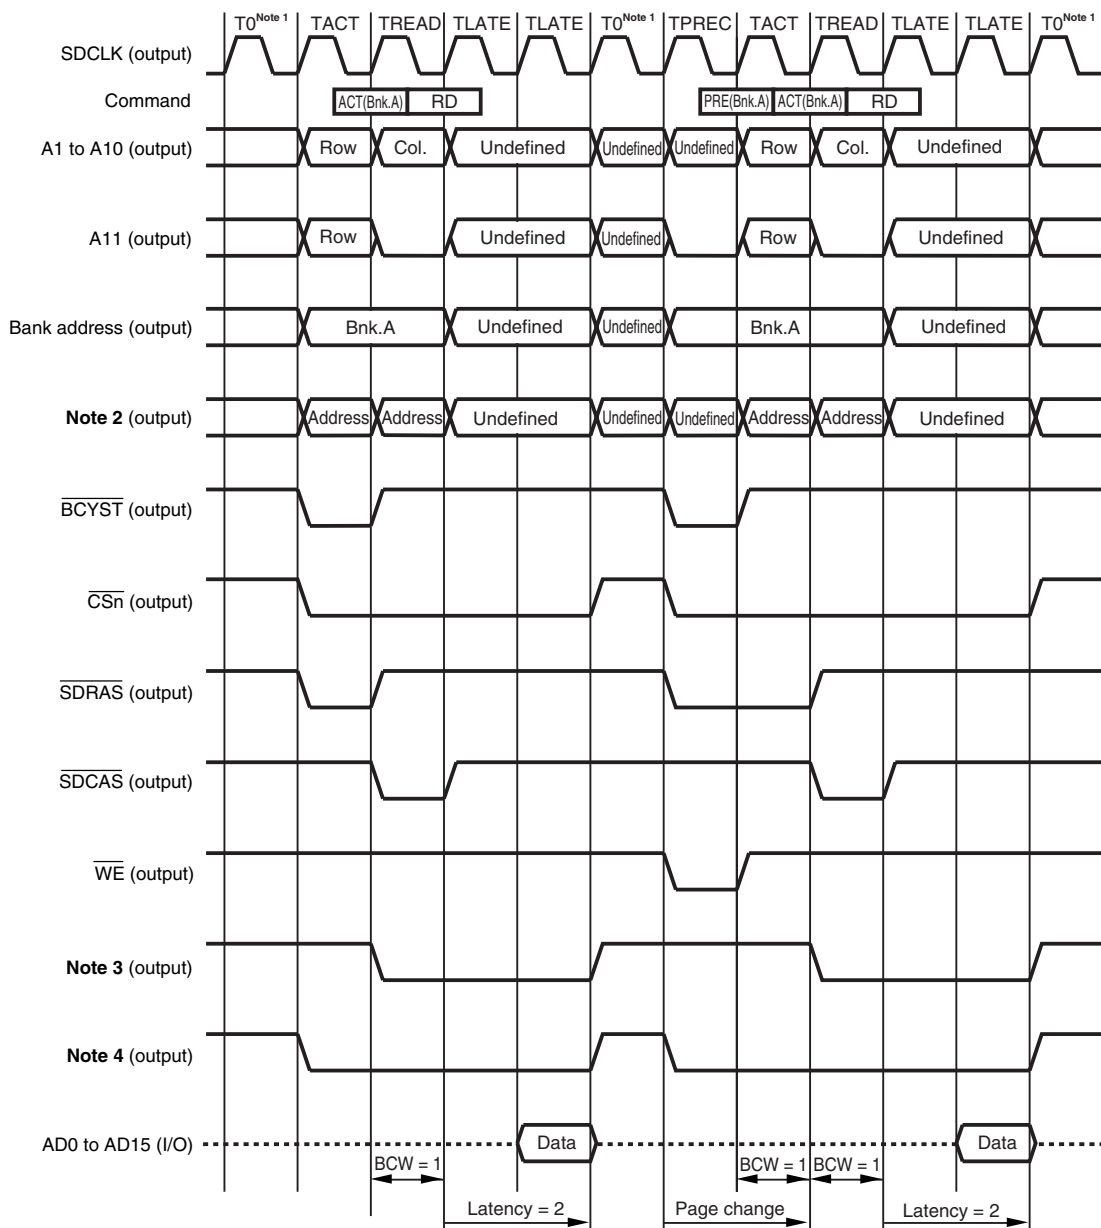 T0Note 1 TACT TREAD TLATE TLATE T0Note 1 TPREC TACT TREAD TLATE TLATE T0Note 1
SDCLK (output)
Command ACT(Bnk.A) RD PRE(Bnk.A) ACT(Bnk.A) RD
A1 to A10 (output) Row Col. Undefined Undefined Undefined Row Col. Undefined
A11 (output) Row Undefined Undefined Row Undefined
Bank address (output) Bnk.A Undefined Undefined Bnk.A Undefined
Note 2 (output) Address Address Undefined Undefined Undefined Address Address Undefined
BCYST (output)
CSn (output)
SDRAS (output)
SDCAS (output)
WE (output)
Note 3 (output)
Note 4 (output)
AD0 to AD15 (I/O) Data Data
BCW = 1 BCW = 1 BCW = 1
Latency = 2 Page change Latency = 2